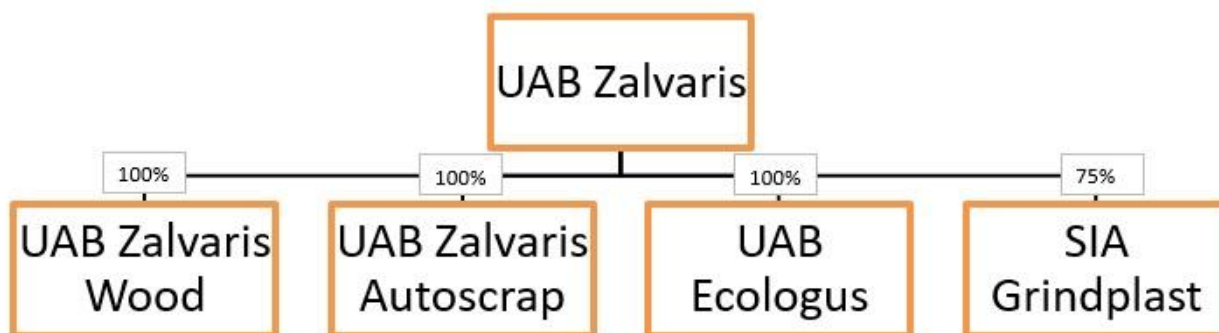 UAB Zalvaris
100%
100%
100%
75%
UAB Zalvaris
Wood
UAB Zalvaris
Autoscrap
UAB
Ecologus
SIA
Grindplast